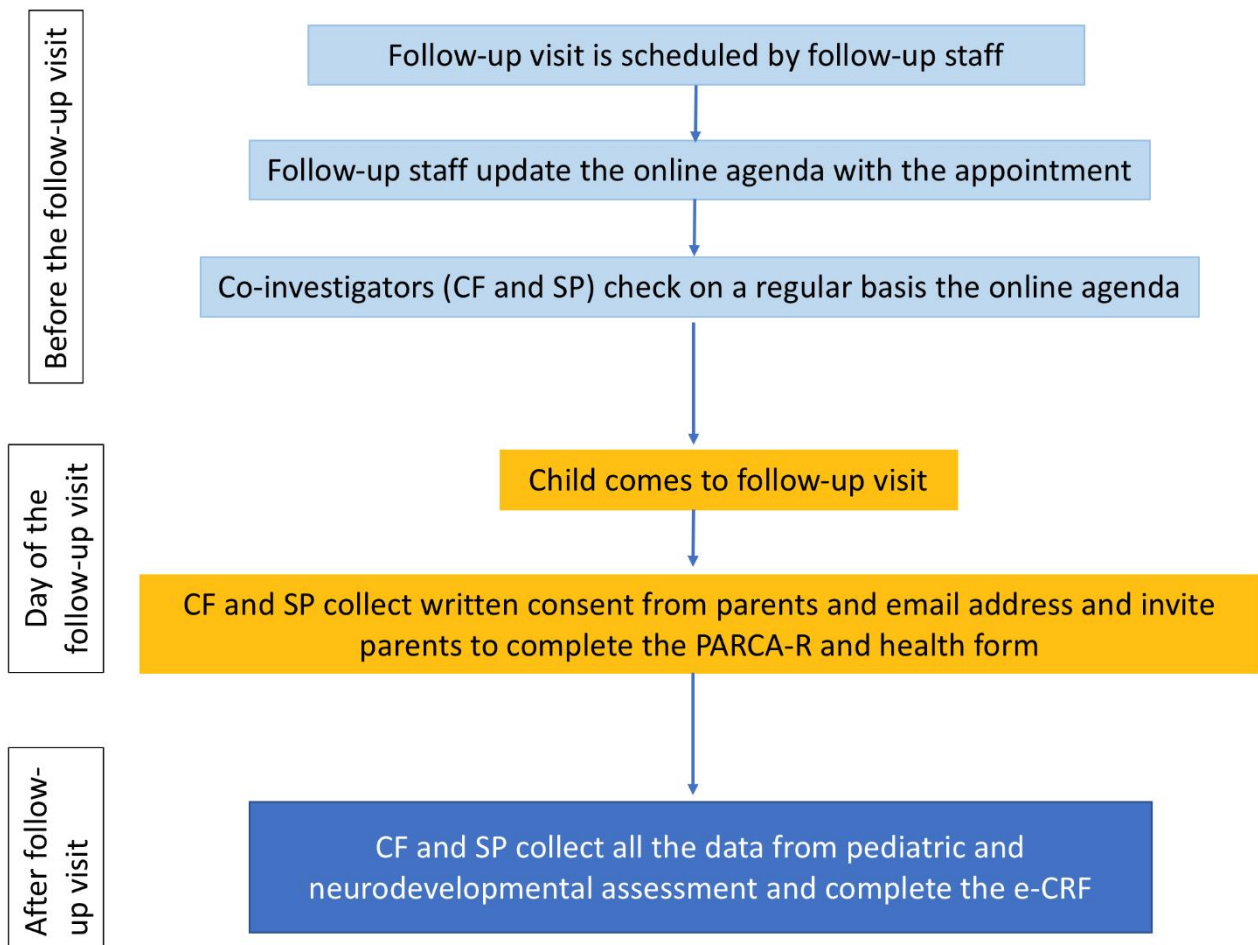 Before the follow-up visit
Follow-up visit is scheduled by follow-up staff
Follow-up staff update the online agenda with the appointment
Co-investigators (CF and SP) check on a regular basis the online agenda
Day of the
follow-up visit
Child comes to follow-up visit
CF and SP collect written consent from parents and email address and invite
parents to complete the PARCA-R and health form
After follow-
up visit
CF and SP collect all the data from pediatric and
neurodevelopmental assessment and complete the e-CRF